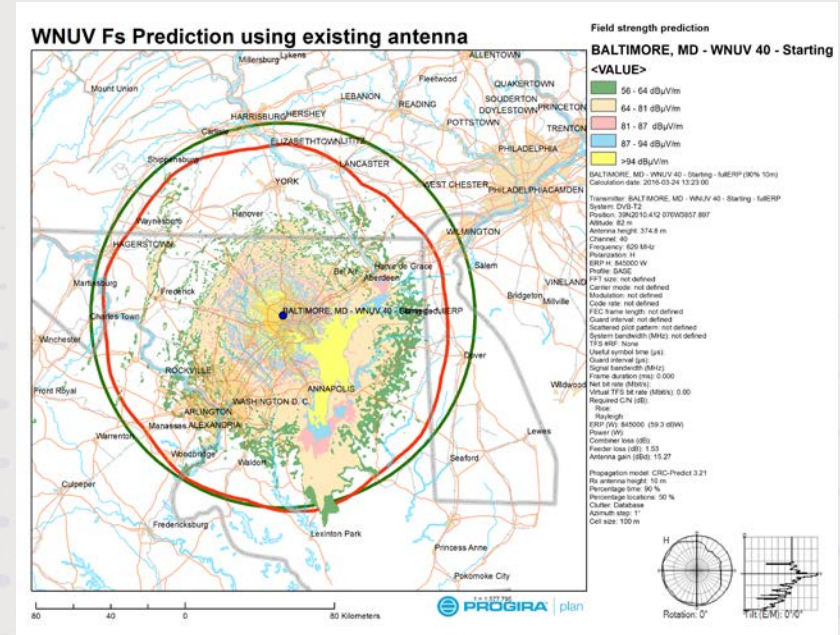 WNUV Fs Prediction using existing antenna
Millersburg
Lykens
ALLENTOWN
Mount Union
Fleetwood
QUAKERTOWN
LEBANON
READING
SOUDERTON
DOYLESTOWN
PRINCETON
HARRISBURG
HERSHEY
POTTSTOWN
TRENTON
Carlisle
ELIZABETHTOWN
LITITZ
PHILADELPHIA
Shippensburg
LANCASTER
YORK
WEST CHESTER
PHILADELPHIA
CAMDEN
Waynesboro
Hanover
WILMINGTON
HAGERSTOWN
Bel Air
Havre de Grace
Aberdeen
Salem
VINELAND
Martinsburg
Frederick
Bridgeton
Millville
Charles Town
BALTIMORE, MD - WNUV 40 -
Winchester
Dover
ROCKVILLE
ANNAPOLIS
Wildwood
Front Royal
WASHINGTON D. C.
ARLINGTON
Manassas
ALEXANDRIA
Lewes
Warrenton
Woodbridge
Waldorf
Seaford
Culpeper
Fredericksburg
Lexinton Park
Princess Anne
Pokomoke City
80 40 0 80 Kilometers
PROGIRA plan
Field strength prediction
BALTIMORE, MD - WNUV 40 - Starting
<VALUE>
56 - 64 dBµV/m
64 - 81 dBµV/m
81 - 87 dBµV/m
87 - 94 dBµV/m
>94 dBµV/m
BALTIMORE, MD - WNUV 40 - Starting - fullERP (90% 10m)
Calculation date: 2016-03-24 13:23:00
Transmitter: BALTIMORE, MD - WNUV 40 - Starting - fullERP
System: DVB-T2
Position: 39N2010.412 076W3857.897
Altitude: 82 m
Antenna height: 374.8 m
Channel: 40
Frequency: 629 MHz
Polarization: H
ERP H: 845000 W
Profile: BASE
FFT size: not defined
Carrier mode: not defined
Modulation: not defined
Code rate: not defined
FEC frame length: not defined
Guard interval: not defined
Scattered pilot pattern: not defined
System bandwidth (MHz): not defined
TFS #RF: None
Useful symbol time (µs):
Guard interval (µs):
Signal bandwidth (MHz):
Frame duration (ms): 0.000
Net bit rate (Mbit/s):
Virtual TFS bit rate (Mbit/s): 0.00
Required C/N (dB):
Rice:
Rayleigh:
ERP (W): 845000 (59.3 dBW)
Power (W):
Combiner loss (dB):
Feeder loss (dB): 1.53
Antenna gain (dBd): 15.27
Propagation model: CRC-Predict 3.21
Rx antenna height: 10 m
Percentage time: 90 %
Percentage locations: 50 %
Clutter: Database
Azimuth step: 1°
Cell size: 100 m
H
Rotation: 0°
Tilt (E/M): 0°/0°